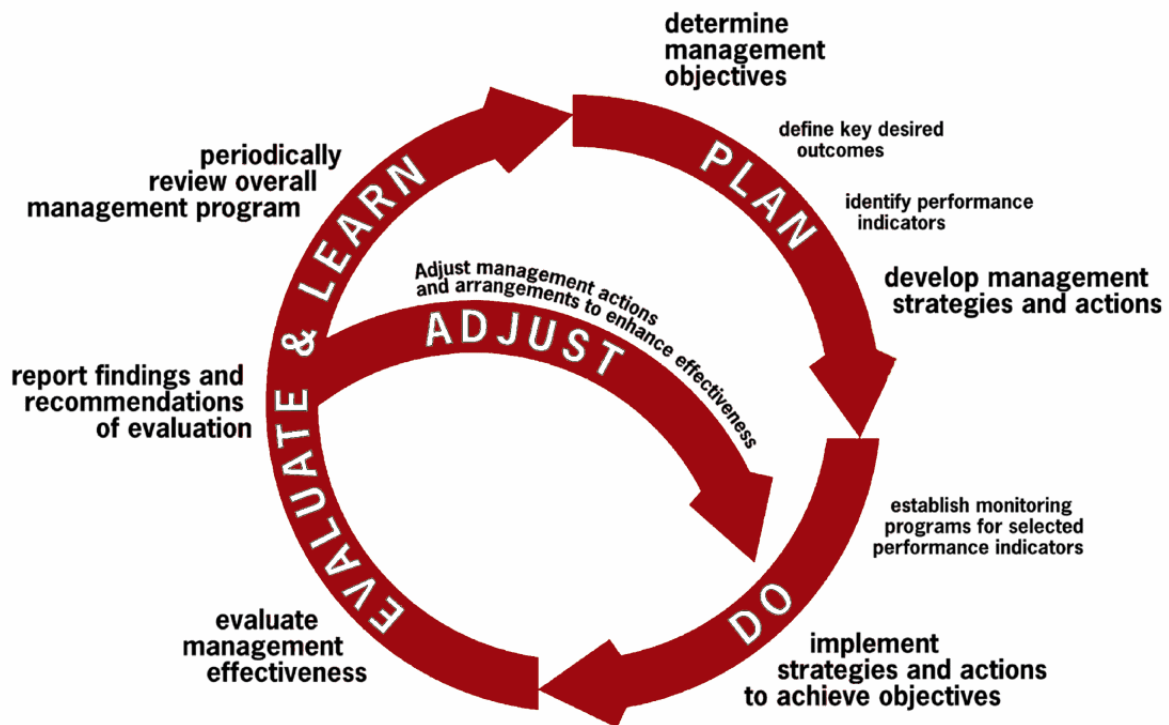 determine
management
objectives
PLAN
define key desired
outcomes
identify performance
indicators
develop management
strategies and actions
establish monitoring
programs for selected
performance indicators
DO
implement
strategies and actions
to achieve objectives
evaluate
management
effectiveness
EVALUATE & LEARN
report findings and
recommendations
of evaluation
periodically
review overall
management program
Adjust management actions
and arrangements to enhance effectiveness
ADJUST